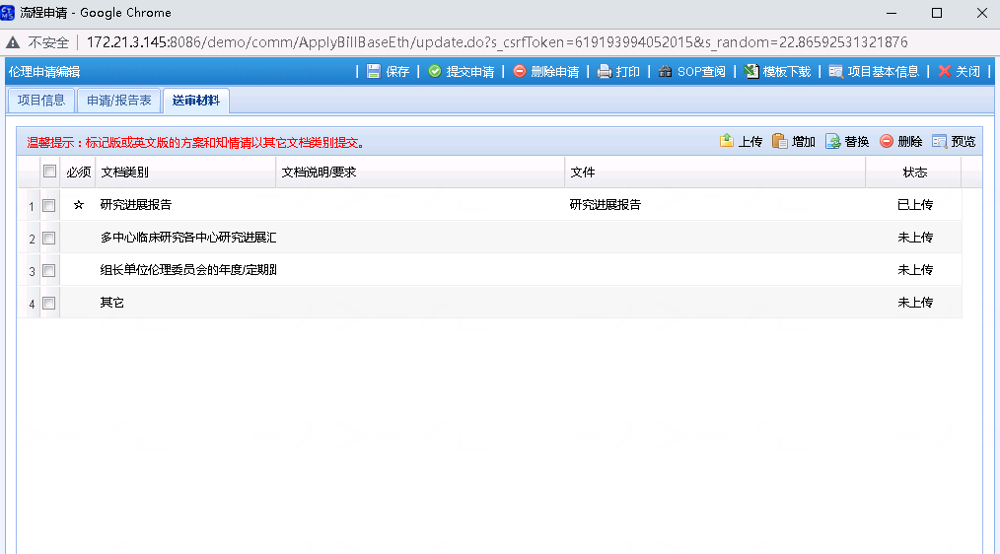 流程申请 - Google Chrome
不安全 | 172.21.3.145:8086/demo/comm/ApplyBillBaseEth/update.do?s_csrfToken=619193994052015&s_random=22.86592531321876
伦理申请编辑 | 保存 | 提交申请 | 删除申请 | 打印 | SOP查阅 | 模板下载 | 项目基本信息 | 关闭 |
项目信息 申请/报告表 送审材料
温馨提示：标记版或英文版的方案和知情请以其它文档类别提交。 上传 增加 替换 删除 预览
必须 文档类别 文档说明/要求 文件 状态
1 ☆ 研究进展报告 研究进展报告 已上传
2 多中心临床研究各中心研究进展汇 未上传
3 组长单位伦理委员会的年度/定期跟 未上传
4 其它 未上传